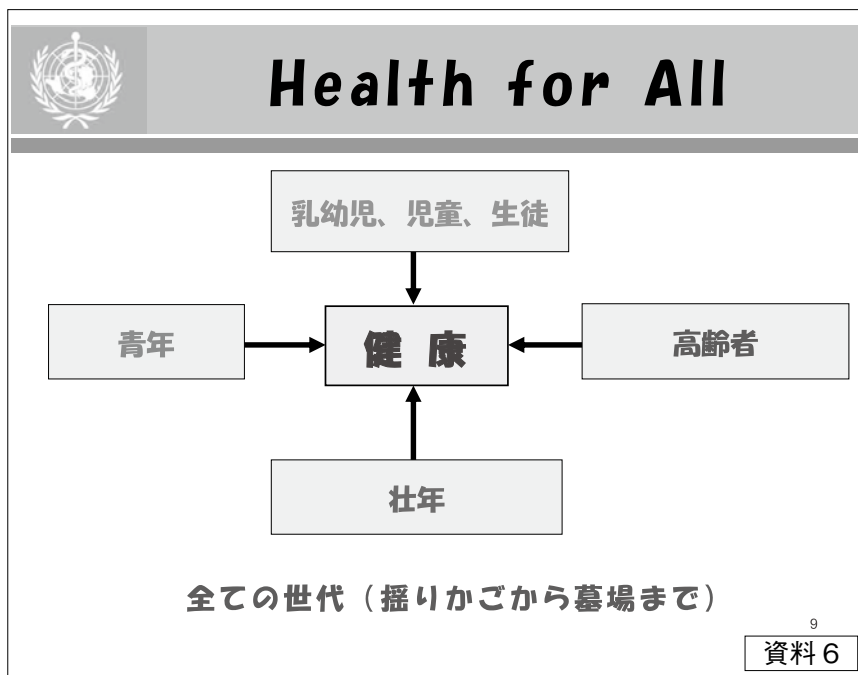 Health for All
乳幼児、児童、生徒
青年
健 康
高齢者
壮年
全ての世代（揺りかごから墓場まで）
9
資料６